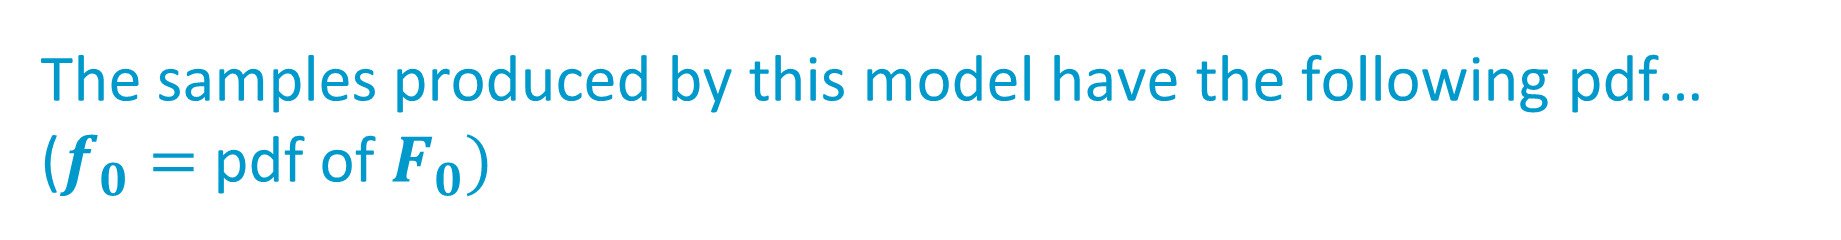 The samples produced by this model have the following pdf...
(𝒇₀ = pdf of 𝑭₀)